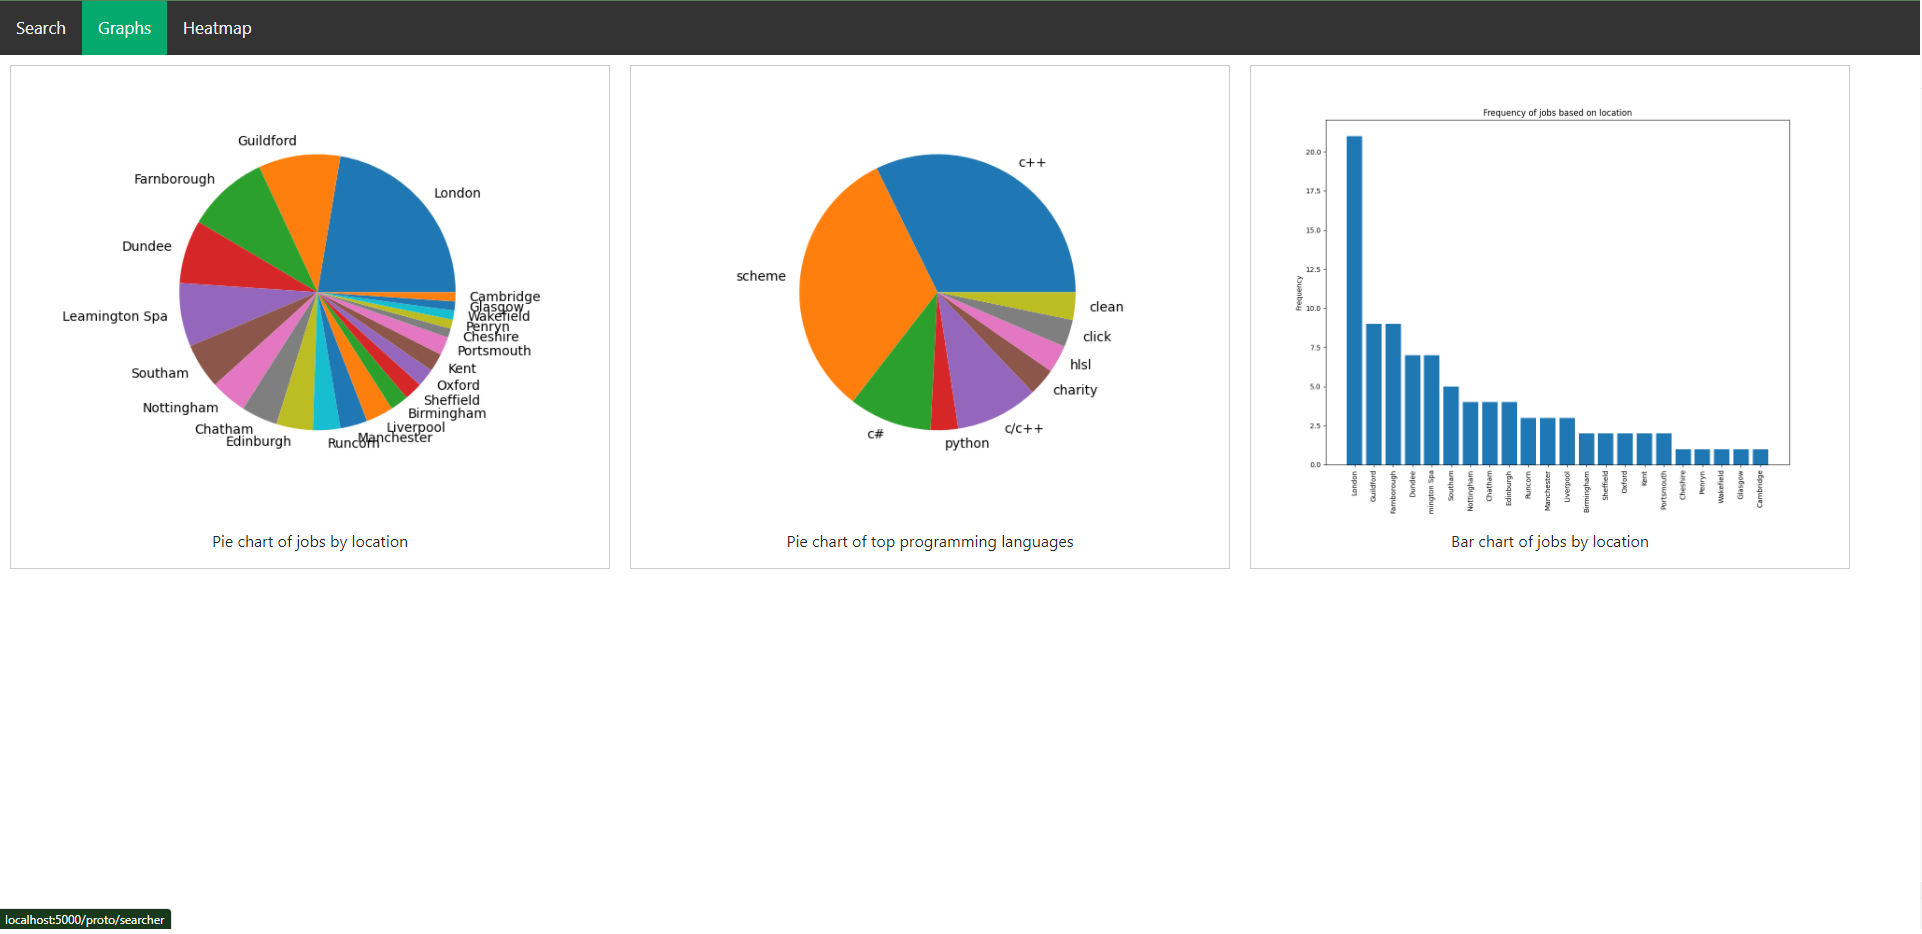 Search Graphs Heatmap
Guildford
London
Farnborough
Dundee
Leamington Spa
Southam
Nottingham
Chatham
Edinburgh
Runcorn
Manchester
Liverpool
Birmingham
Sheffield
Oxford
Kent
Portsmouth
Cheshire
Penryn
Wakefield
Glasgow
Cambridge
Pie chart of jobs by location
c++
scheme
c#
python
c/c++
charity
hlsl
click
clean
Pie chart of top programming languages
Frequency of jobs based on location
Frequency
20.0
17.5
15.0
12.5
10.0
7.5
5.0
2.5
0.0
London
Guildford
Farnborough
Dundee
mington Spa
Southam
Nottingham
Chatham
Edinburgh
Runcorn
Manchester
Liverpool
Birmingham
Sheffield
Oxford
Kent
Portsmouth
Cheshire
Penryn
Wakefield
Glasgow
Cambridge
Bar chart of jobs by location
localhost:5000/proto/searcher